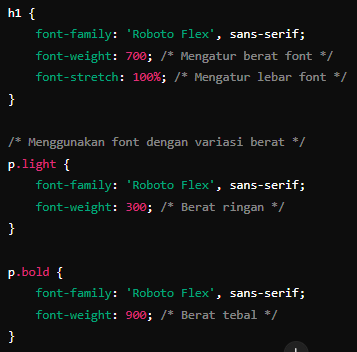 h1 {
    font-family: 'Roboto Flex', sans-serif;
    font-weight: 700; /* Mengatur berat font */
    font-stretch: 100%; /* Mengatur lebar font */
}

/* Menggunakan font dengan variasi berat */
p.light {
    font-family: 'Roboto Flex', sans-serif;
    font-weight: 300; /* Berat ringan */
}

p.bold {
    font-family: 'Roboto Flex', sans-serif;
    font-weight: 900; /* Berat tebal */
}